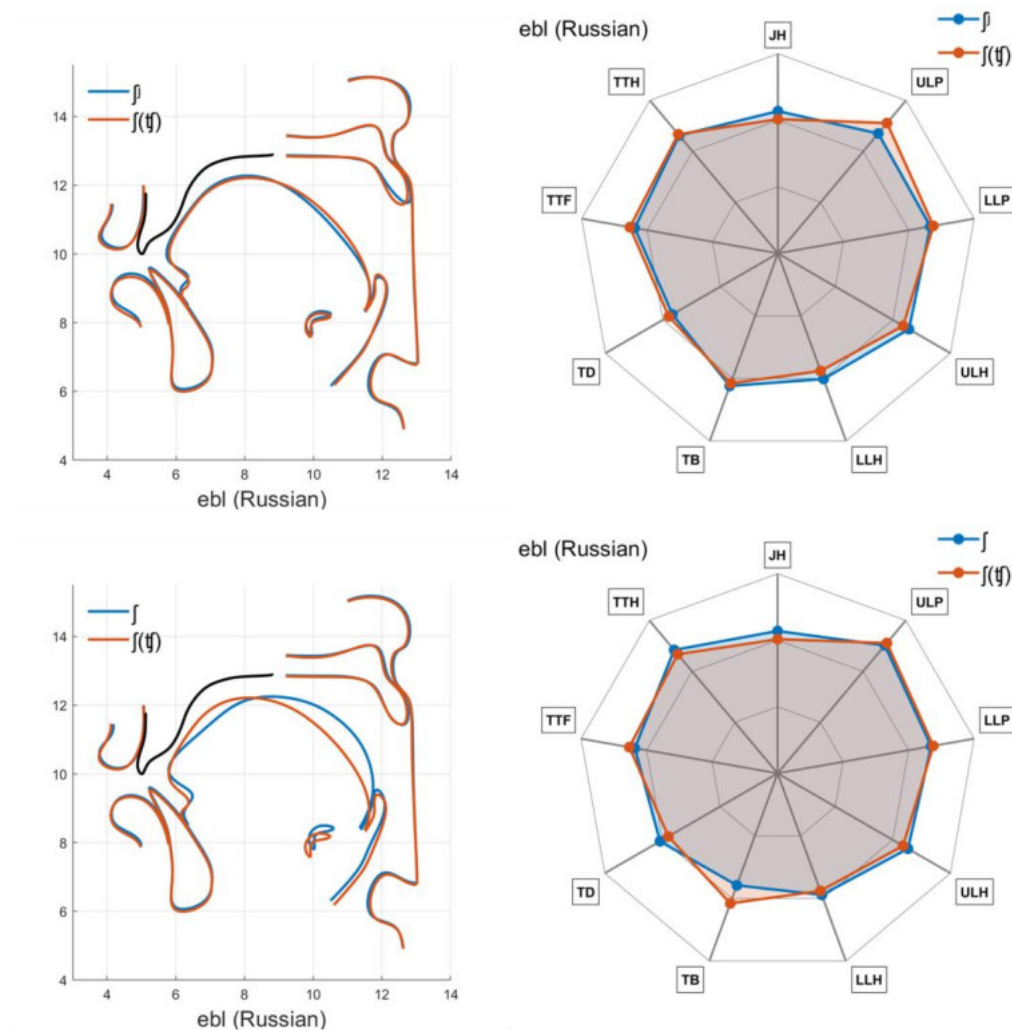 ʃʲ
ʃ(t͡ʃ)
14
12
10
8
6
4
4 6 8 10 12 14
ebl (Russian)
ebl (Russian)
ʃʲ
ʃ(t͡ʃ)
JH
ULP
LLP
ULH
LLH
TB
TD
TTF
TTH
ʃ
ʃ(t͡ʃ)
14
12
10
8
6
4
4 6 8 10 12 14
ebl (Russian)
ebl (Russian)
ʃ
ʃ(t͡ʃ)
JH
ULP
LLP
ULH
LLH
TB
TD
TTF
TTH